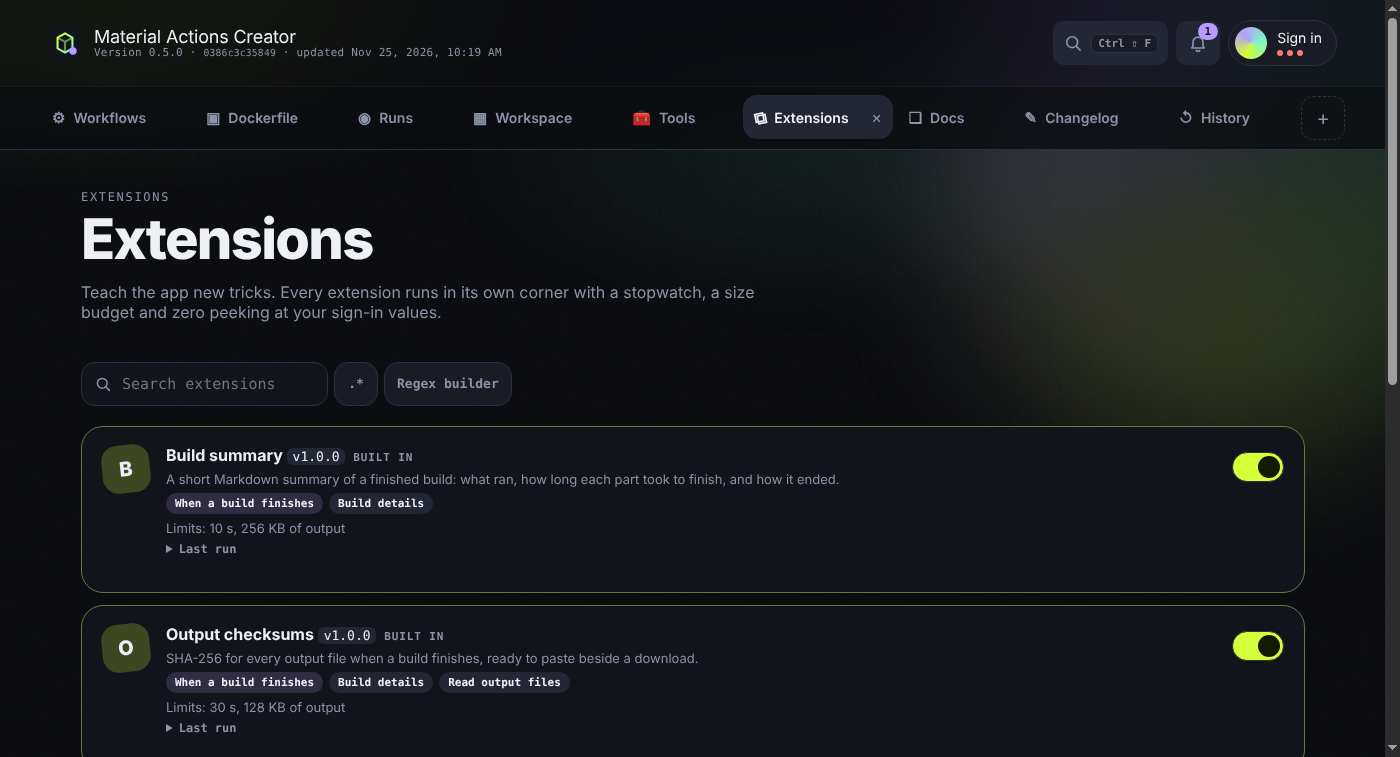 Material Actions Creator
Version 0.5.0 · 0386c3c35849 · updated Nov 25, 2026, 10:19 AM
Ctrl ⇧ F
1
Sign in
Workflows
Dockerfile
Runs
Workspace
Tools
Extensions ×
Docs
Changelog
History
+
EXTENSIONS
Extensions
Teach the app new tricks. Every extension runs in its own corner with a stopwatch, a size
budget and zero peeking at your sign-in values.
Search extensions
.*
Regex builder
B
Build summary v1.0.0 BUILT IN
A short Markdown summary of a finished build: what ran, how long each part took to finish, and how it ended.
When a build finishes Build details
Limits: 10 s, 256 KB of output
Last run
O
Output checksums v1.0.0 BUILT IN
SHA-256 for every output file when a build finishes, ready to paste beside a download.
When a build finishes Build details Read output files
Limits: 30 s, 128 KB of output
Last run